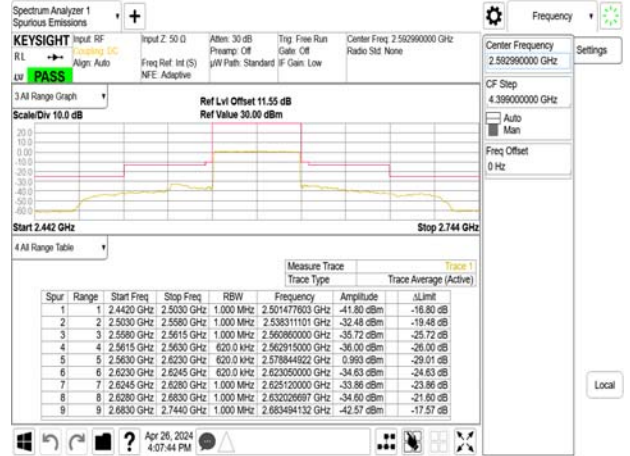 Spectrum Analyzer 1
Spurious Emissions
Frequency
KEYSIGHT
Input: RF
Coupling: DC
Align: Auto
Input Z: 50 Ω
Freq Ref: Int (S)
NFE: Adaptive
Atten: 30 dB
Preamp: Off
µW Path: Standard
Trig: Free Run
Gate: Off
IF Gain: Low
Center Freq: 2.592990000 GHz
Radio Std: None
RL
PASS
Center Frequency
2.592990000 GHz
Settings
CF Step
4.399000000 GHz
Auto
Man
Freq Offset
0 Hz
Local
3 All Range Graph
Scale/Div 10.0 dB
Ref Lvl Offset 11.55 dB
Ref Value 30.00 dBm
20.0
10.0
0.00
-10.0
-20.0
-30.0
-40.0
-50.0
-60.0
Start 2.442 GHz
Stop 2.744 GHz
4 All Range Table
Measure Trace Trace 1
Trace Type Trace Average (Active)
Spur Range Start Freq Stop Freq RBW Frequency Amplitude ΔLimit
1 1 2.4420 GHz 2.5030 GHz 1.000 MHz 2.501477603 GHz -41.80 dBm -16.80 dB
2 2 2.5030 GHz 2.5580 GHz 1.000 MHz 2.538311101 GHz -32.48 dBm -19.48 dB
3 3 2.5580 GHz 2.5615 GHz 1.000 MHz 2.560860000 GHz -35.72 dBm -25.72 dB
4 4 2.5615 GHz 2.5630 GHz 620.0 kHz 2.562915000 GHz -36.00 dBm -26.00 dB
5 5 2.5630 GHz 2.6230 GHz 620.0 kHz 2.578844922 GHz 0.993 dBm -29.01 dB
6 6 2.6230 GHz 2.6245 GHz 620.0 kHz 2.623050000 GHz -34.63 dBm -24.63 dB
7 7 2.6245 GHz 2.6280 GHz 1.000 MHz 2.625120000 GHz -33.86 dBm -23.86 dB
8 8 2.6280 GHz 2.6830 GHz 1.000 MHz 2.632026697 GHz -34.60 dBm -21.60 dB
9 9 2.6830 GHz 2.7440 GHz 1.000 MHz 2.683494132 GHz -42.57 dBm -17.57 dB
Apr 26, 2024
4:07:44 PM